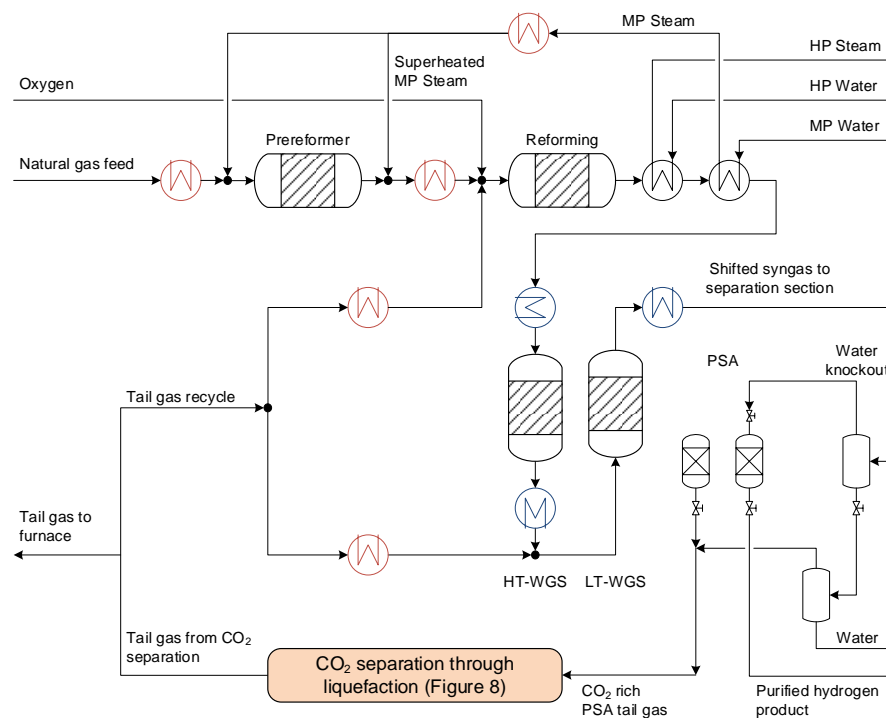 MP Steam
HP Steam
Superheated
MP Steam
Oxygen
HP Water
Prereformer
Reforming
MP Water
Natural gas feed
Shifted syngas to
separation section
PSA
Water
knockout
Tail gas recycle
Tail gas to
furnace
HT-WGS
LT-WGS
Tail gas from CO₂
separation
Water
CO₂ separation through
liquefaction (Figure 8)
CO₂ rich
PSA tail gas
Purified hydrogen
product